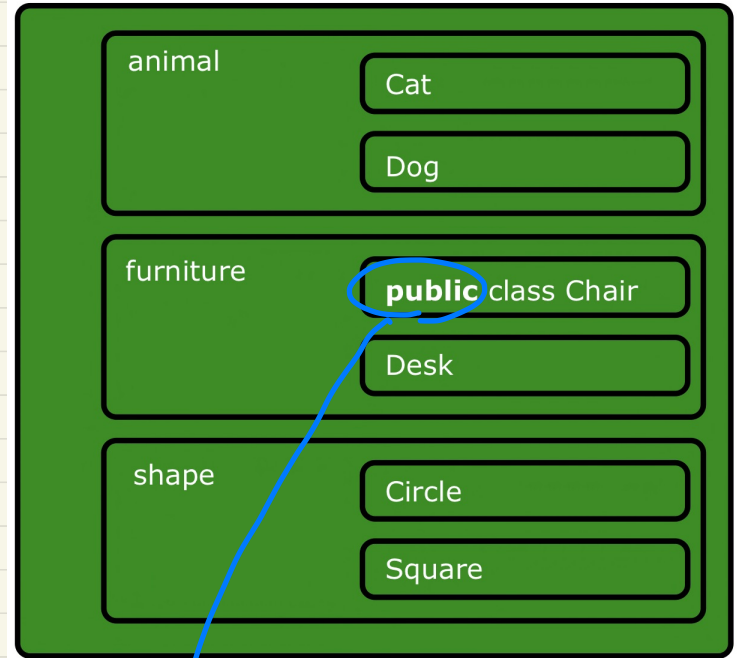 animal
Cat
Dog
furniture
public class Chair
Desk
shape
Circle
Square